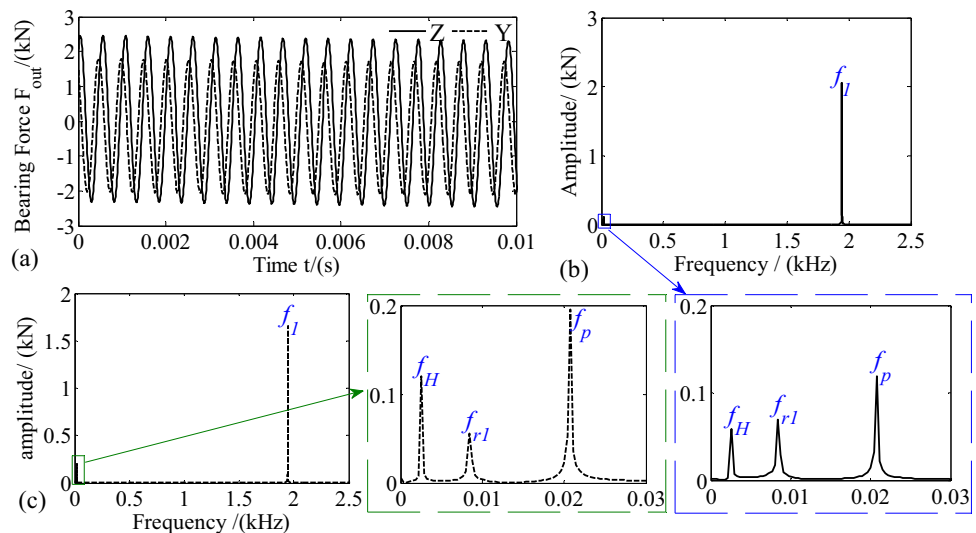 Bearing Force F_out/(kN)
3
2
1
0
-1
-2
-3
Z Y
0 0.002 0.004 0.006 0.008 0.01
Time t/(s)
(a)
Amplitude/ (kN)
3
2
1
0
f_1
0 0.5 1 1.5 2 2.5
Frequency / (kHz)
(b)
amplitude/ (kN)
2
1.5
1
0.5
0
f_1
0 0.5 1 1.5 2 2.5
Frequency /(kHz)
(c)
0.2
0.1
0
f_H
f_r1
f_p
0 0.01 0.02 0.03
0.2
0.1
0
f_H
f_r1
f_p
0 0.01 0.02 0.03